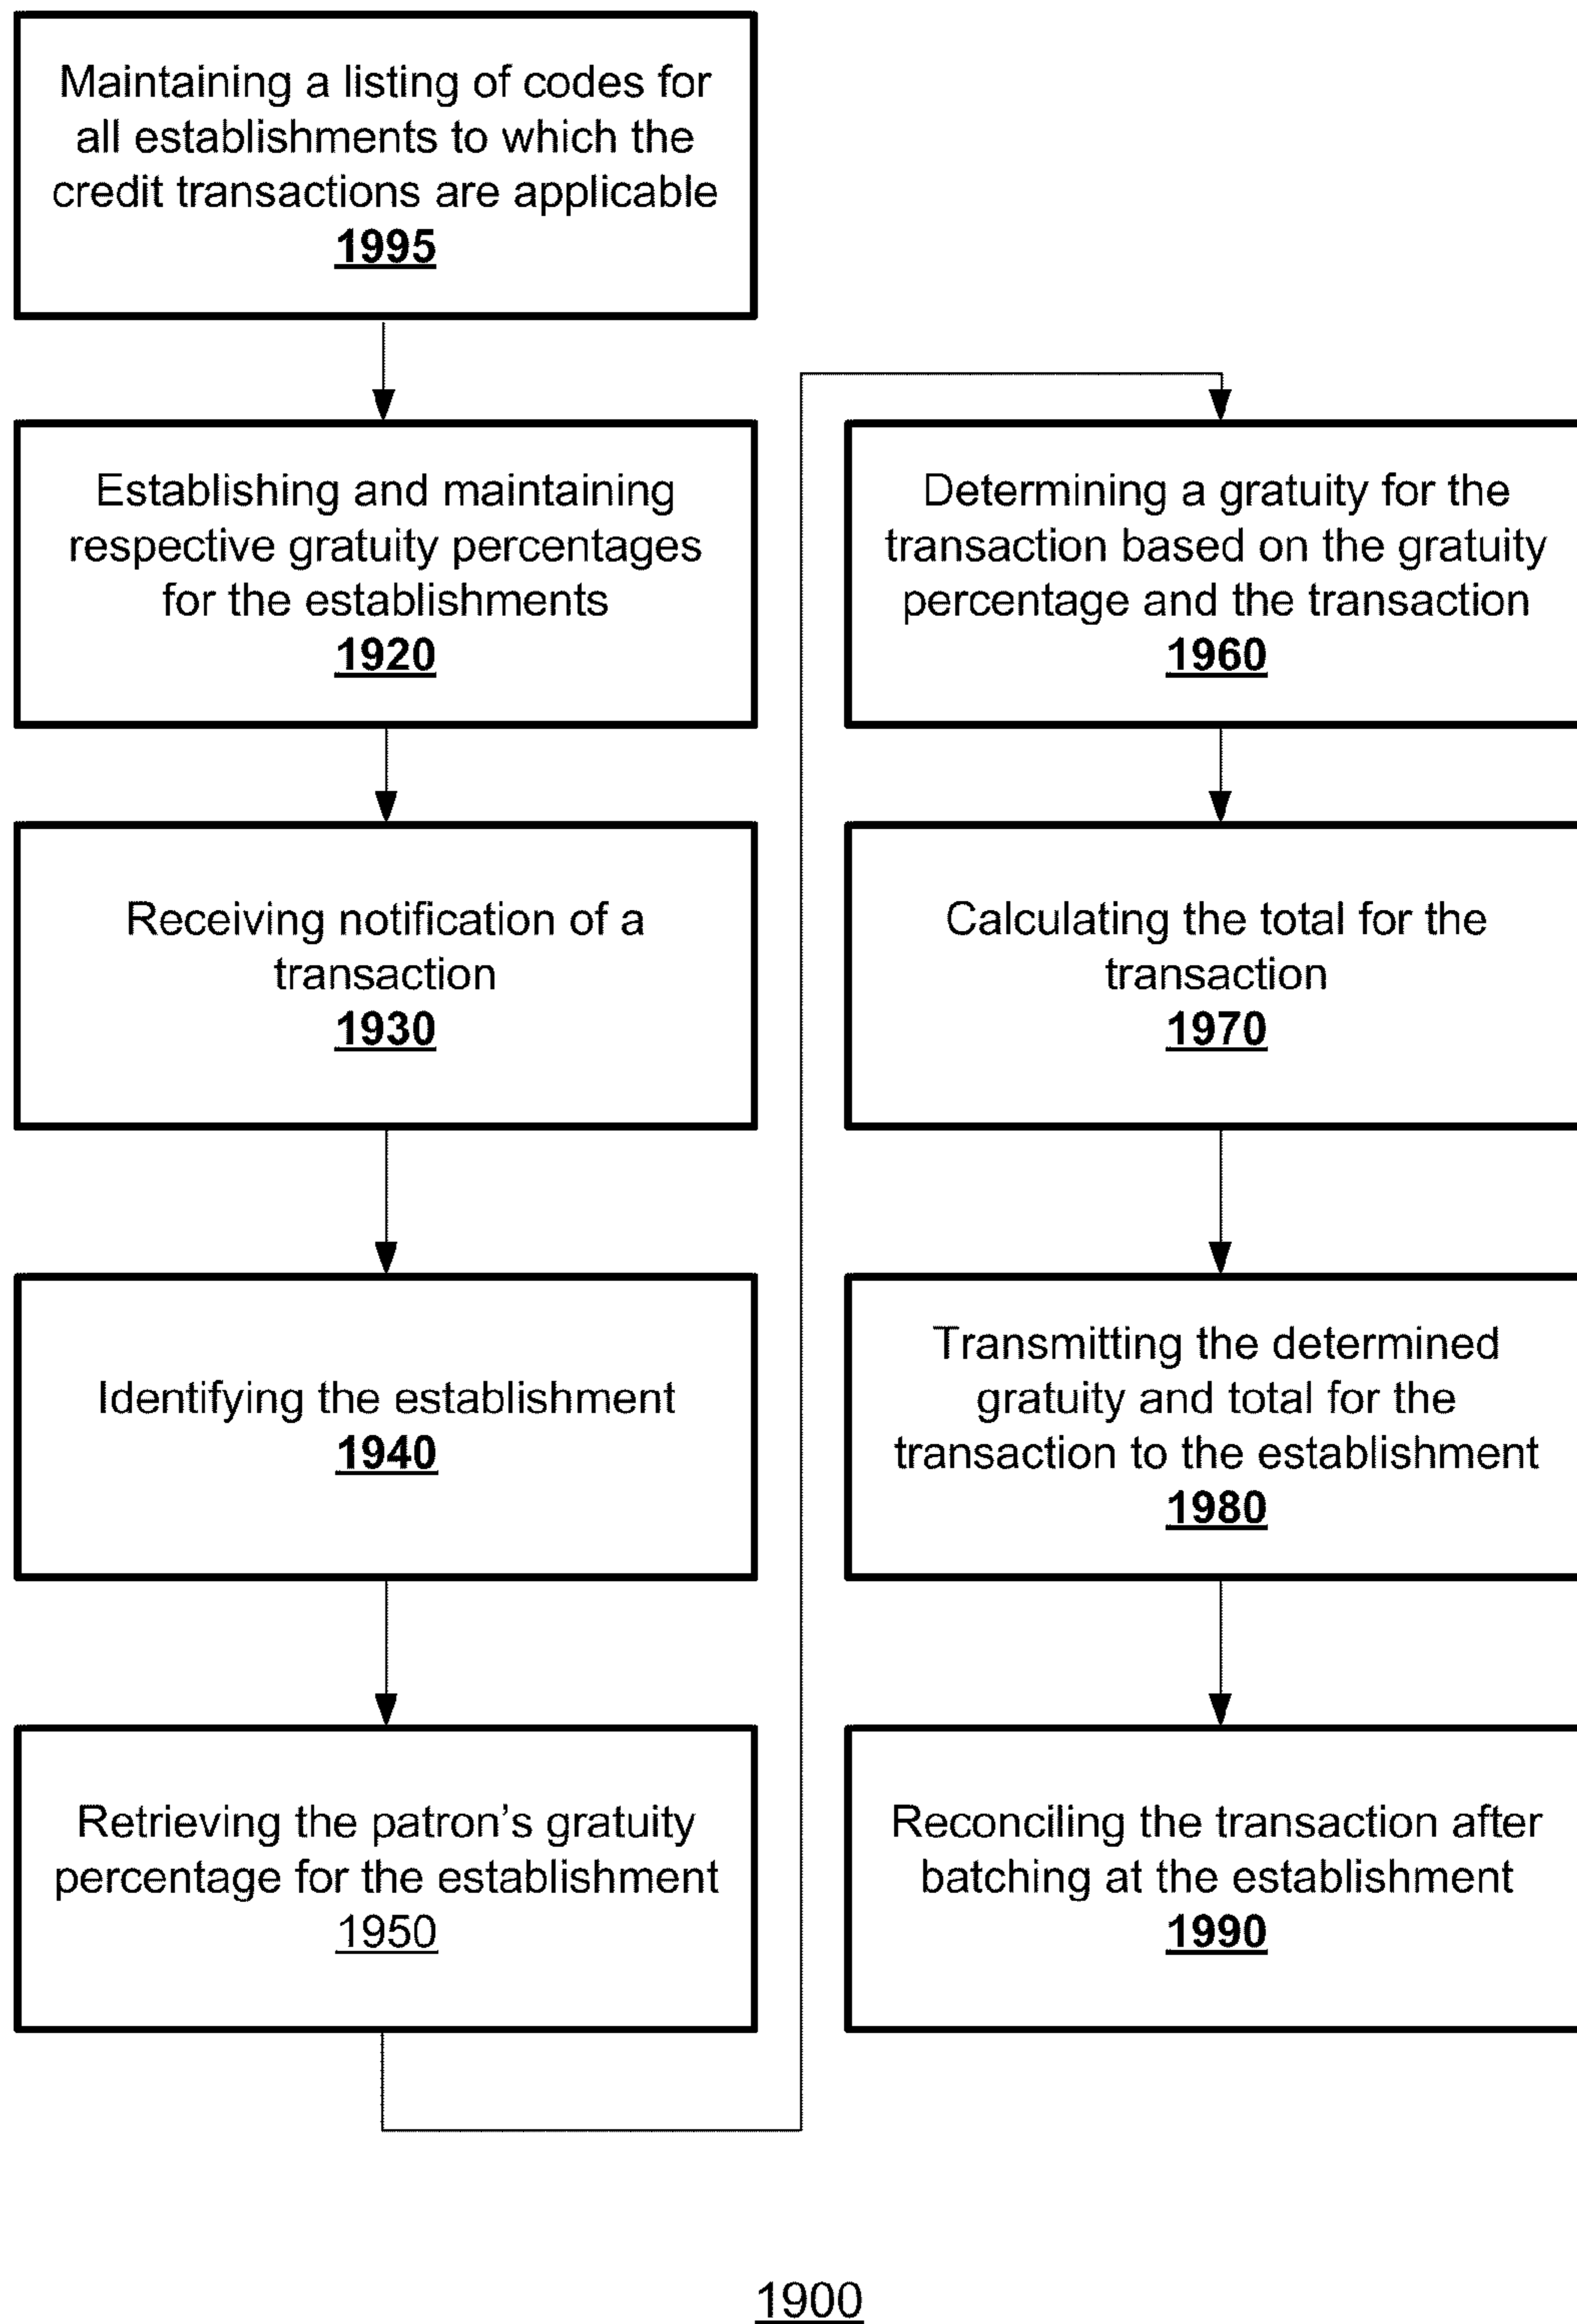 Maintaining a listing of codes for
all establishments to which the
credit transactions are applicable
1995
Establishing and maintaining
respective gratuity percentages
for the establishments
1920
Receiving notification of a
transaction
1930
Identifying the establishment
1940
Retrieving the patron’s gratuity
percentage for the establishment
1950
Determining a gratuity for the
transaction based on the gratuity
percentage and the transaction
1960
Calculating the total for the
transaction
1970
Transmitting the determined
gratuity and total for the
transaction to the establishment
1980
Reconciling the transaction after
batching at the establishment
1990
1900